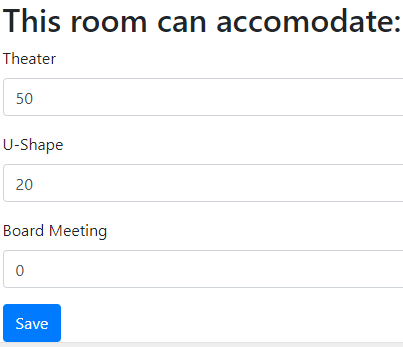 This room can accomodate:
Theater
50
U-Shape
20
Board Meeting
0
Save